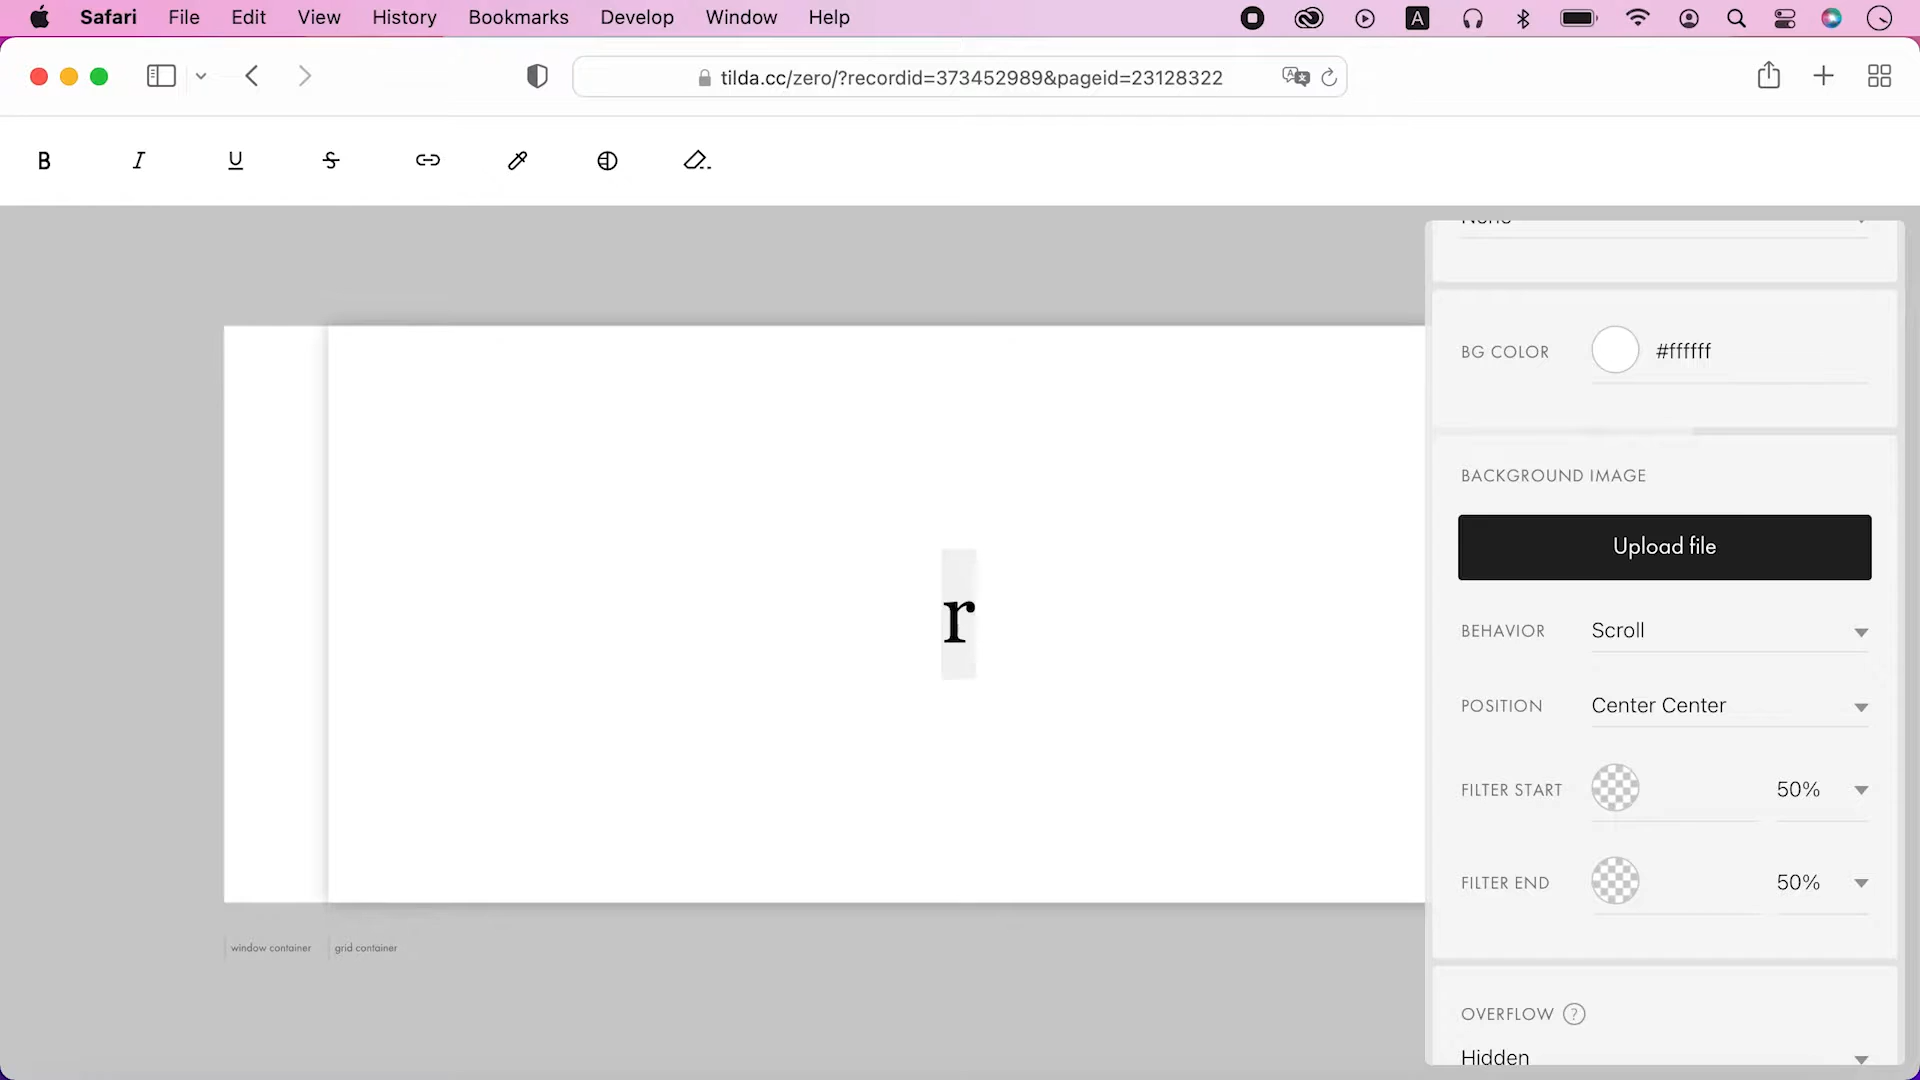 Safari File Edit View History Bookmarks Develop Window Help A
tilda.cc/zero/?recordid=373452989&pageid=23128322
B I U S
None
BG COLOR #ffffff
BACKGROUND IMAGE
Upload file
r
BEHAVIOR Scroll
POSITION Center Center
FILTER START 50%
FILTER END 50%
window container grid container
OVERFLOW ?
Hidden